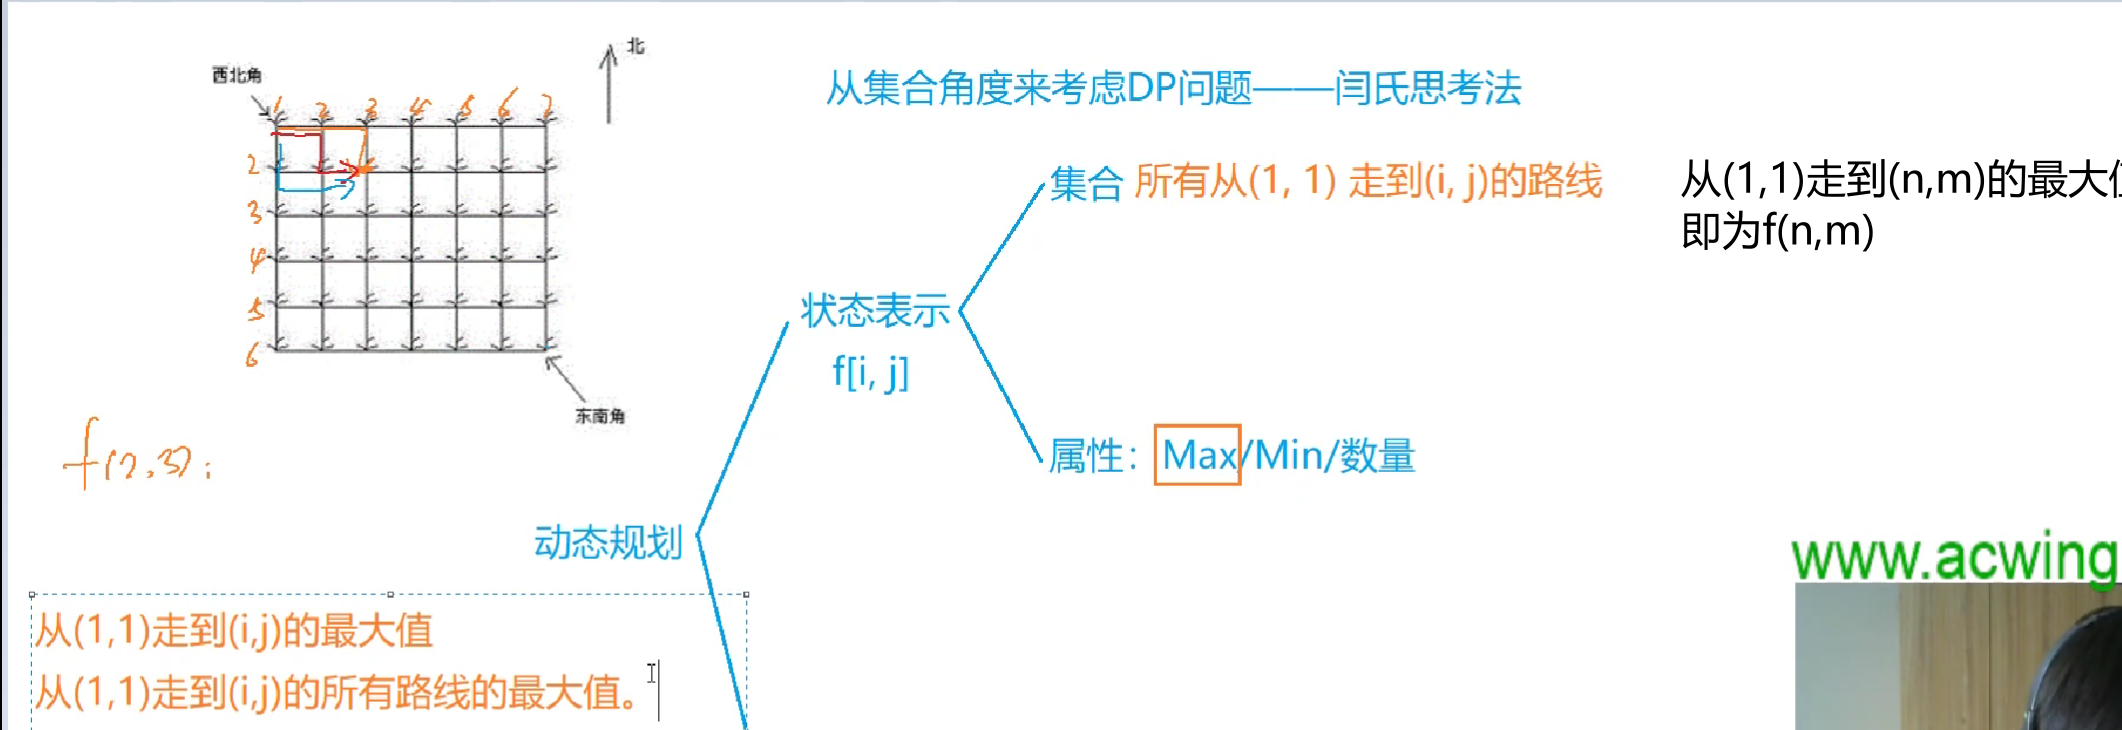 北
西北角
从集合角度来考虑DP问题——闫氏思考法
1 2 3 4 5 6 7
2
3
4
5
6
集合 所有从(1, 1) 走到(i, j)的路线
从(1,1)走到(n,m)的最大
即为f(n,m)
状态表示
f[i, j]
东南角
属性：Max/Min/数量
f(2,3):
动态规划
www.acwing
从(1,1)走到(i,j)的最大值
从(1,1)走到(i,j)的所有路线的最大值。